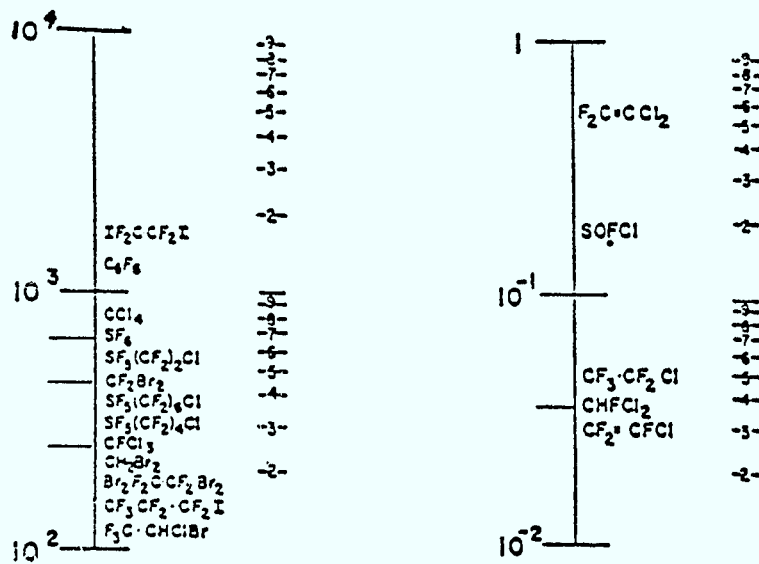 10⁴
-9-
-8-
-7-
-6-
-5-
-4-
-3-
-2-
IF₂CCF₂I
C₆F₆
10³
CCl₄
SF₆
SF₅(CF₂)₂Cl
CF₂Br₂
SF₅(CF₂)₆Cl
SF₅(CF₂)₄Cl
CFCl₃
CH₂Br₂
Br₂F₂C·CF₂Br₂
CF₃CF₂·CF₂I
F₃C·CHClBr
10²
-9-
-8-
-7-
-6-
-5-
-4-
-3-
-2-
1
F₂C=CCl₂
SOFCl
10⁻¹
CF₃·CF₂Cl
CHFCl₂
CF₂=CFCl
10⁻²
-9-
-8-
-7-
-6-
-5-
-4-
-3-
-2-
-9-
-8-
-7-
-6-
-5-
-4-
-3-
-2-